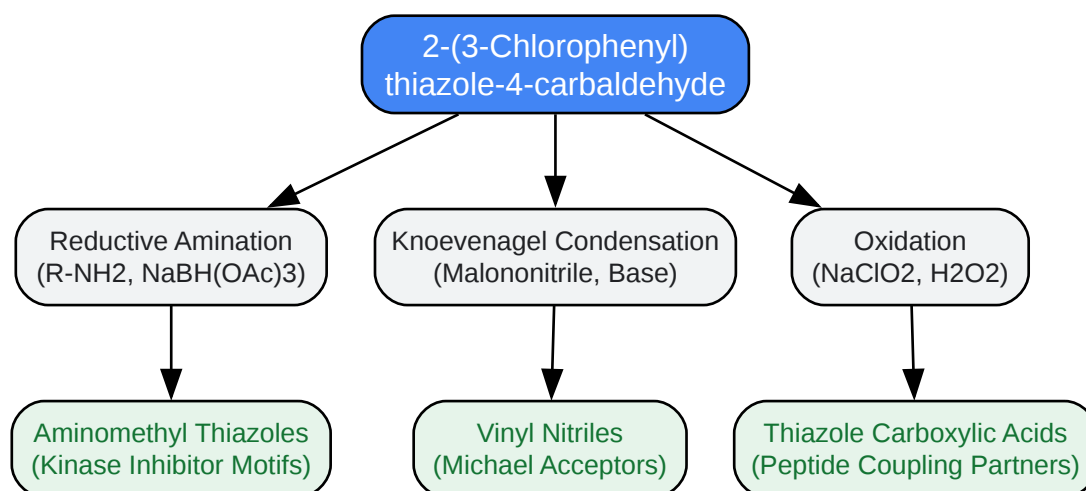 2-(3-Chlorophenyl)
thiazole-4-carbaldehyde
Reductive Amination
(R-NH2, NaBH(OAc)3)
Knoevenagel Condensation
(Malononitrile, Base)
Oxidation
(NaClO2, H2O2)
Aminomethyl Thiazoles
(Kinase Inhibitor Motifs)
Vinyl Nitriles
(Michael Acceptors)
Thiazole Carboxylic Acids
(Peptide Coupling Partners)